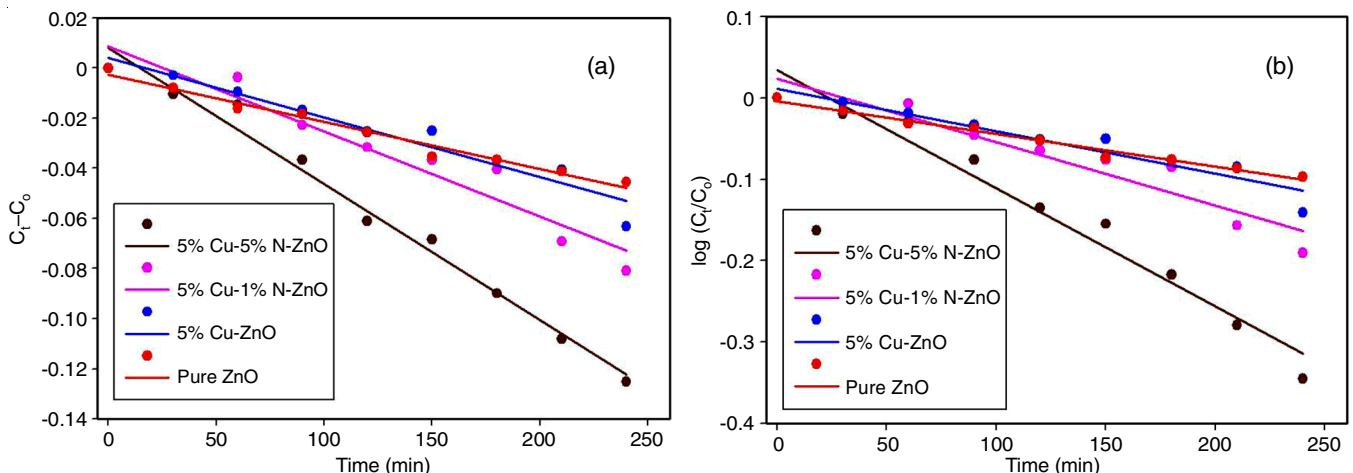 0.02
0
-0.02
-0.04
-0.06
-0.08
-0.10
-0.12
-0.14
Ct–Co
(a)
5% Cu-5% N-ZnO
5% Cu-1% N-ZnO
5% Cu-ZnO
Pure ZnO
0 50 100 150 200 250
Time (min)
0.1
0
-0.1
-0.2
-0.3
-0.4
log (Ct/Co)
(b)
5% Cu-5% N-ZnO
5% Cu-1% N-ZnO
5% Cu-ZnO
Pure ZnO
0 50 100 150 200 250
Time (min)